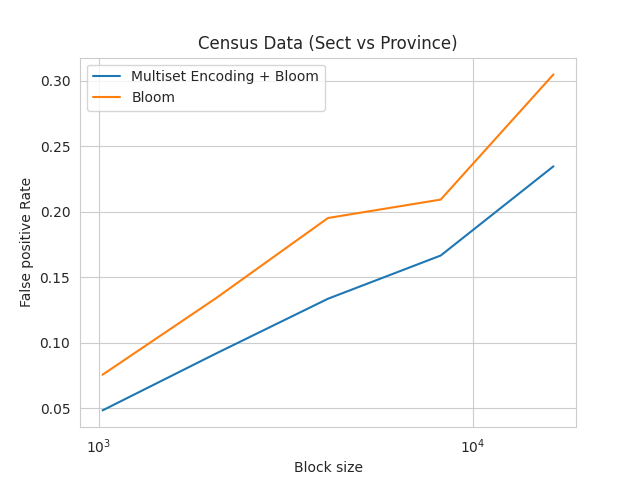 Census Data (Sect vs Province)
Multiset Encoding + Bloom
Bloom
False positive Rate
0.30
0.25
0.20
0.15
0.10
0.05
10³
10⁴
Block size